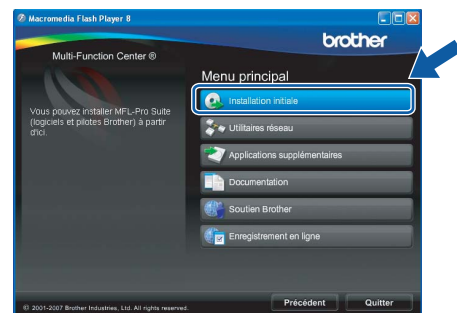 Macromedia Flash Player 8
brother
Multi-Function Center ®
Menu principal
Vous pouvez installer MFL-Pro Suite
(logiciels et pilotes Brother) à partir
d'ici.
Installation initiale
Utilitaires réseau
Applications supplémentaires
Documentation
Soutien Brother
Enregistrement en ligne
© 2001-2007 Brother Industries, Ltd. All rights reserved.
Précédent
Quitter